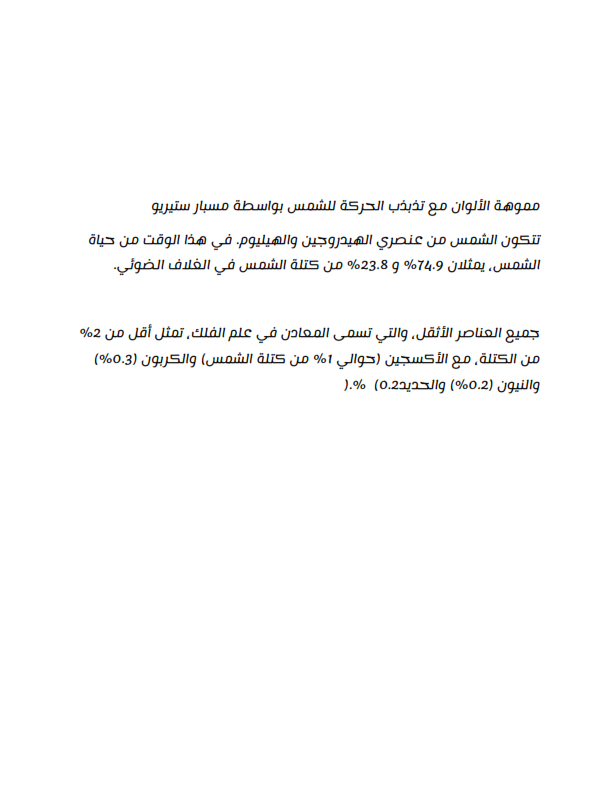 مموهة الألوان مع تذبذب الحركة للشمس بواسطة مسبار ستيريو
تتكون الشمس من عنصري الهيدروجين والهيليوم. في هذا الوقت من حياة
الشمس، يمثلان 74.9% و 23.8% من كتلة الشمس في الغلاف الضوئي.
جميع العناصر الأثقل، والتي تسمى المعادن في علم الفلك، تمثل أقل من 2%
من الكتلة، مع الأكسجين (حوالي 1% من كتلة الشمس) والكربون (0.3%)
والنيون (0.2%) والحديد0.2)  %.(